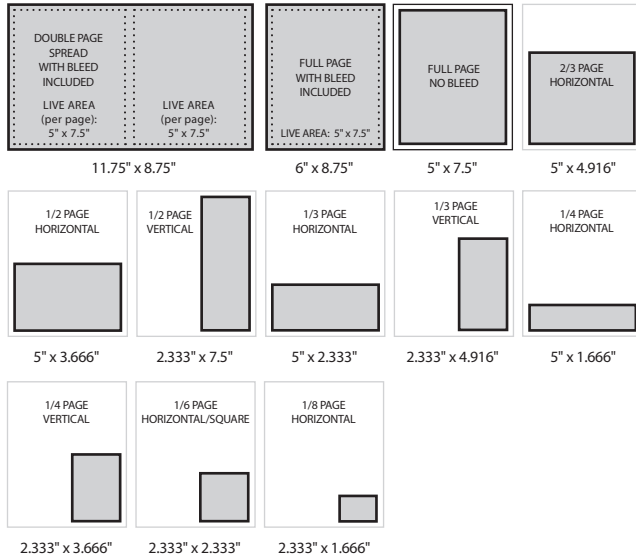 DOUBLE PAGE
SPREAD
WITH BLEED
INCLUDED
LIVE AREA
(per page):
5" x 7.5"
LIVE AREA
(per page):
5" x 7.5"
11.75" x 8.75"
FULL PAGE
WITH BLEED
INCLUDED
LIVE AREA: 5" x 7.5"
6" x 8.75"
FULL PAGE
NO BLEED
5" x 7.5"
2/3 PAGE
HORIZONTAL
5" x 4.916"
1/2 PAGE
HORIZONTAL
5" x 3.666"
1/2 PAGE
VERTICAL
2.333" x 7.5"
1/3 PAGE
HORIZONTAL
5" x 2.333"
1/3 PAGE
VERTICAL
2.333" x 4.916"
1/4 PAGE
HORIZONTAL
5" x 1.666"
1/4 PAGE
VERTICAL
2.333" x 3.666"
1/6 PAGE
HORIZONTAL/SQUARE
2.333" x 2.333"
1/8 PAGE
HORIZONTAL
2.333" x 1.666"